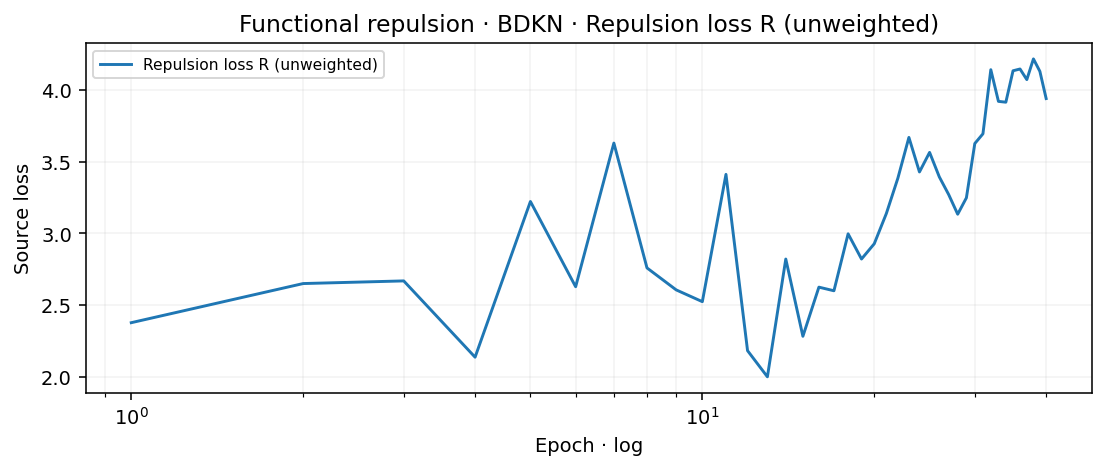 Functional repulsion · BDKN · Repulsion loss R (unweighted)
Repulsion loss R (unweighted)
Source loss
4.0
3.5
3.0
2.5
2.0
10⁰
10¹
Epoch · log